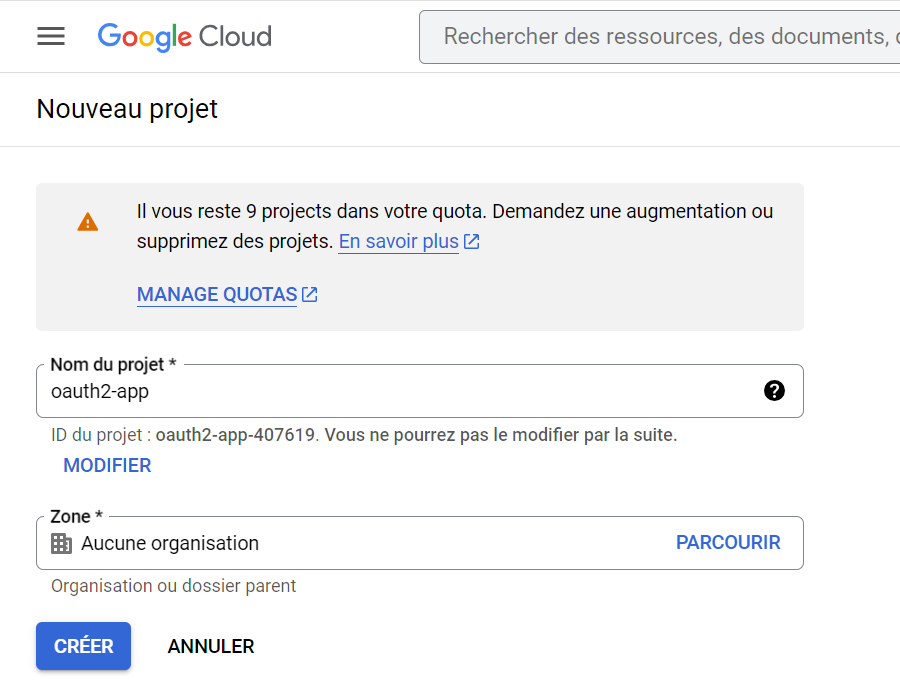 Google Cloud
Rechercher des ressources, des documents,
Nouveau projet
Il vous reste 9 projects dans votre quota. Demandez une augmentation ou
supprimez des projets. En savoir plus
MANAGE QUOTAS
Nom du projet *
oauth2-app
ID du projet : oauth2-app-407619. Vous ne pourrez pas le modifier par la suite.
MODIFIER
Zone *
Aucune organisation
PARCOURIR
Organisation ou dossier parent
CRÉER
ANNULER